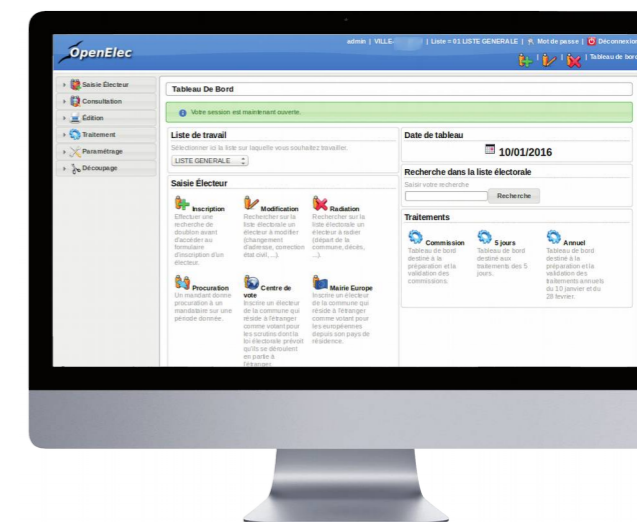 OpenElec
admin | VILLE- | Liste = 01 LISTE GENERALE | Mot de passe | Déconnexion
| | | Tableau de bord
Saisie Électeur
Consultation
Édition
Traitement
Paramétrage
Découpage
Tableau De Bord
Votre session est maintenant ouverte.
Liste de travail
Sélectionner ici la liste sur laquelle vous souhaitez travailler.
LISTE GENERALE
Saisie Électeur
Inscription
Effectuer une
recherche de
doublon avant
d'accéder au
formulaire
d'inscription d'un
électeur.
Modification
Rechercher sur la
liste électorale un
électeur à modifier
(changement
d'adresse, correction
état civil, ...).
Radiation
Rechercher sur la
liste électorale un
électeur à radier
(départ de la
commune, décès,
...).
Procuration
Un mandant donne
procuration à un
mandataire sur une
période donnée.
Centre de
vote
Inscrire un électeur
de la commune qui
réside à l'étranger
comme votant pour
les scrutins dont la
loi électorale prévoit
qu'ils se déroulent
en partie à
l'étranger.
Mairie Europe
Inscrire un électeur
de la commune qui
réside à l'étranger
comme votant pour
les européennes
depuis son pays de
résidence.
Date de tableau
10/01/2016
Recherche dans la liste électorale
Saisir votre recherche
Recherche
Traitements
Commission
Tableau de bord
destiné à la
préparation et la
validation des
commissions.
5 jours
Tableau de bord
destiné aux
traitements des 5
jours.
Annuel
Tableau de bord
destiné à la
préparation et la
validation des
traitements annuels
du 10 janvier et du
28 fevrier.